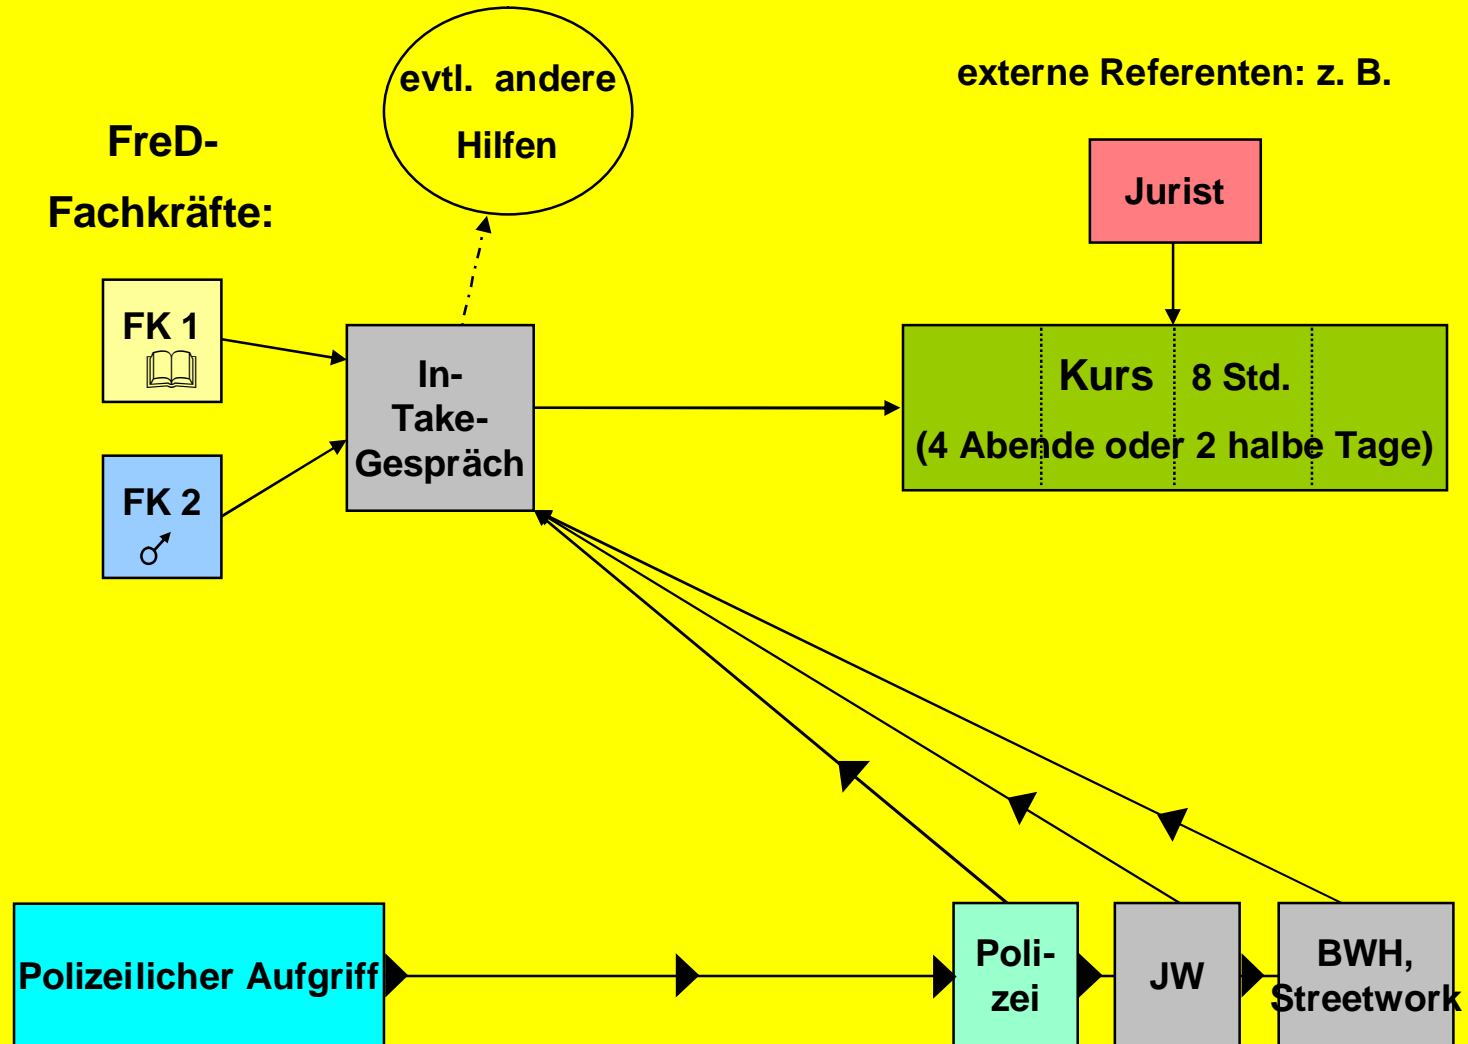 evtl. andere
Hilfen
externe Referenten: z. B.
FreD-
Fachkräfte:
Jurist
FK 1
In-
Take-
Gespräch
Kurs 8 Std.
(4 Abende oder 2 halbe Tage)
FK 2
Polizeilicher Aufgriff
Poli-
zei
JW
BWH,
Streetwork